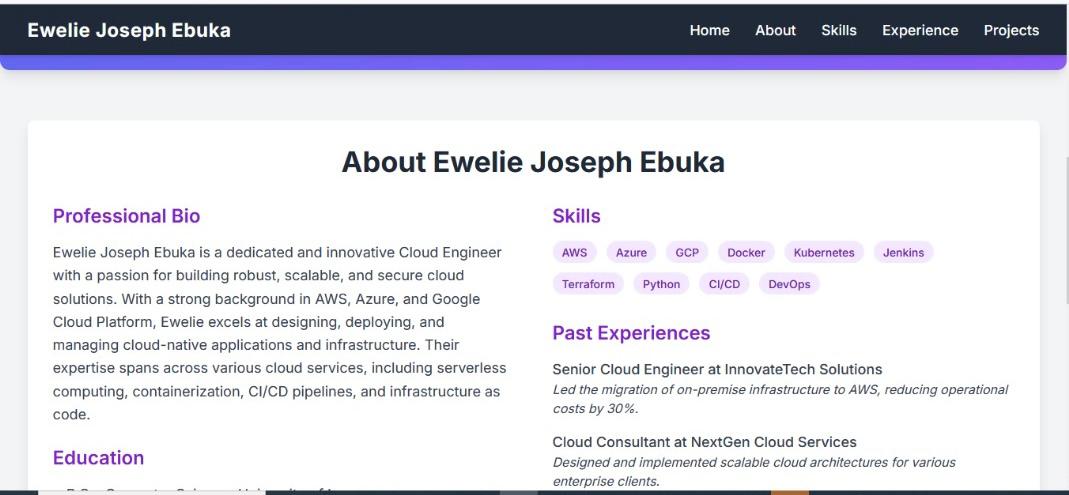 Ewelie Joseph Ebuka
Home About Skills Experience Projects
About Ewelie Joseph Ebuka
Professional Bio
Ewelie Joseph Ebuka is a dedicated and innovative Cloud Engineer
with a passion for building robust, scalable, and secure cloud
solutions. With a strong background in AWS, Azure, and Google
Cloud Platform, Ewelie excels at designing, deploying, and
managing cloud-native applications and infrastructure. Their
expertise spans across various cloud services, including serverless
computing, containerization, CI/CD pipelines, and infrastructure as
code.
Education
Skills
AWS Azure GCP Docker Kubernetes Jenkins
Terraform Python CI/CD DevOps
Past Experiences
Senior Cloud Engineer at InnovateTech Solutions
Led the migration of on-premise infrastructure to AWS, reducing operational
costs by 30%.
Cloud Consultant at NextGen Cloud Services
Designed and implemented scalable cloud architectures for various
enterprise clients.